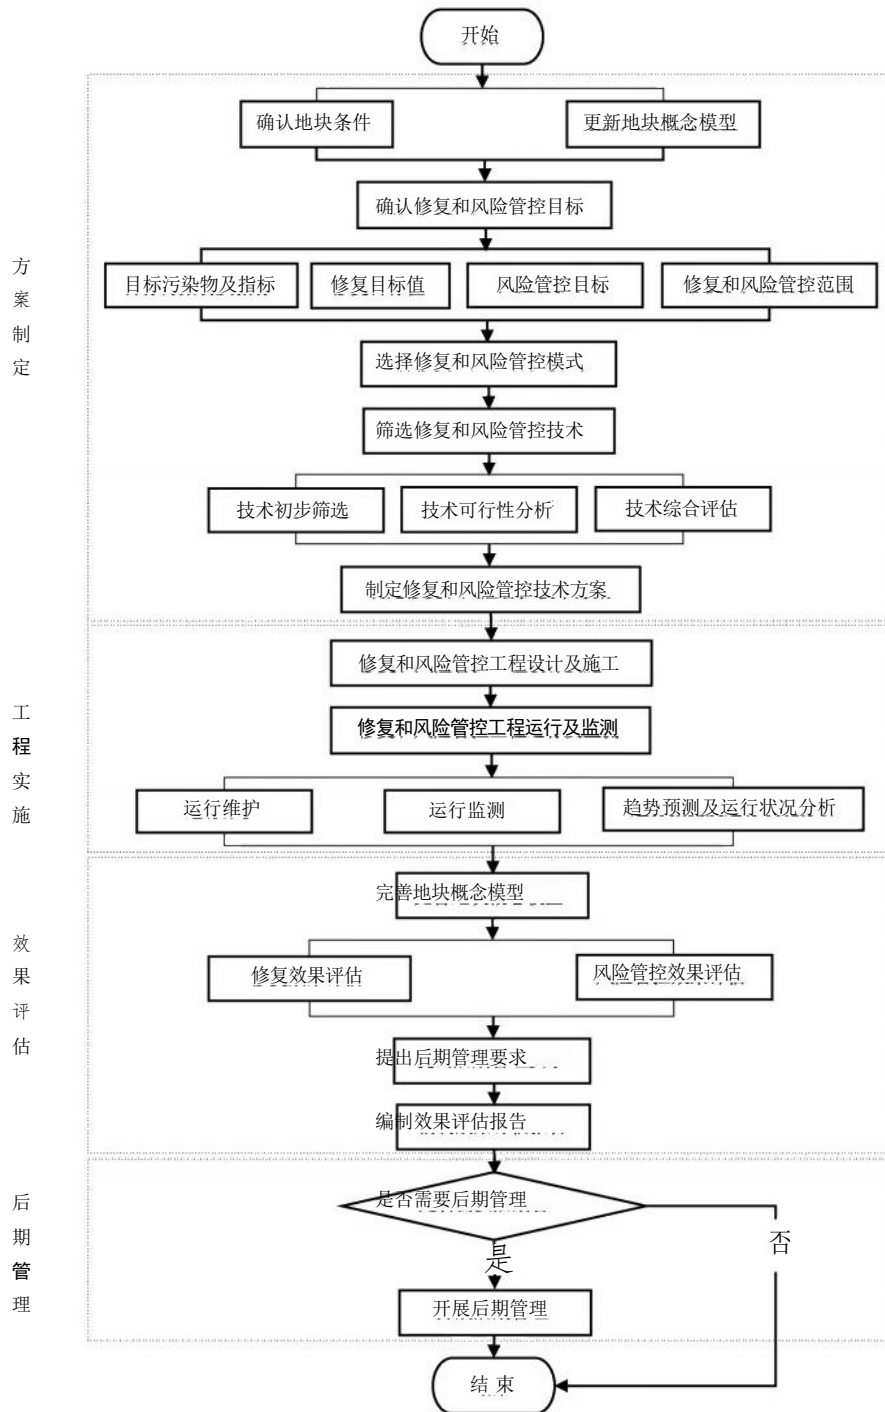 开始
确认地块条件
更新地块概念模型
确认修复和风险管控目标
方案制定
目标污染物及指标
修复目标值
风险管控目标
修复和风险管控范围
选择修复和风险管控模式
筛选修复和风险管控技术
技术初步筛选
技术可行性分析
技术综合评估
制定修复和风险管控技术方案
工程实施
修复和风险管控工程设计及施工
修复和风险管控工程运行及监测
运行维护
运行监测
趋势预测及运行状况分析
效果评估
完善地块概念模型
修复效果评估
风险管控效果评估
提出后期管理要求
编制效果评估报告
后期管理
是否需要后期管理
否
是
开展后期管理
结 束